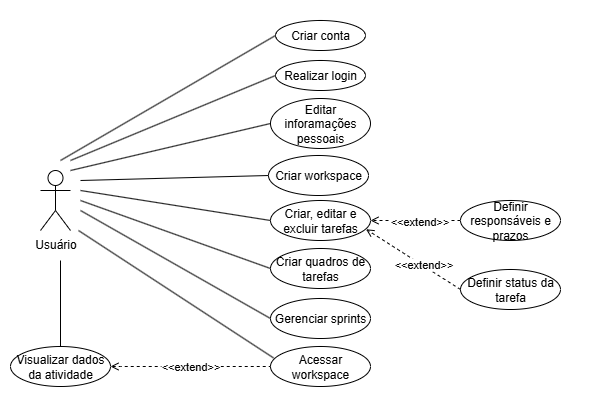 Criar conta
Realizar login
Editar
inforamações
pessoais
Criar workspace
Usuário
Criar, editar e
excluir tarefas
<<extend>>
Definir
responsáveis e
prazos
Criar quadros de
tarefas
<<extend>>
Definir status da
tarefa
Gerenciar sprints
Visualizar dados
da atividade
<<extend>>
Acessar
workspace